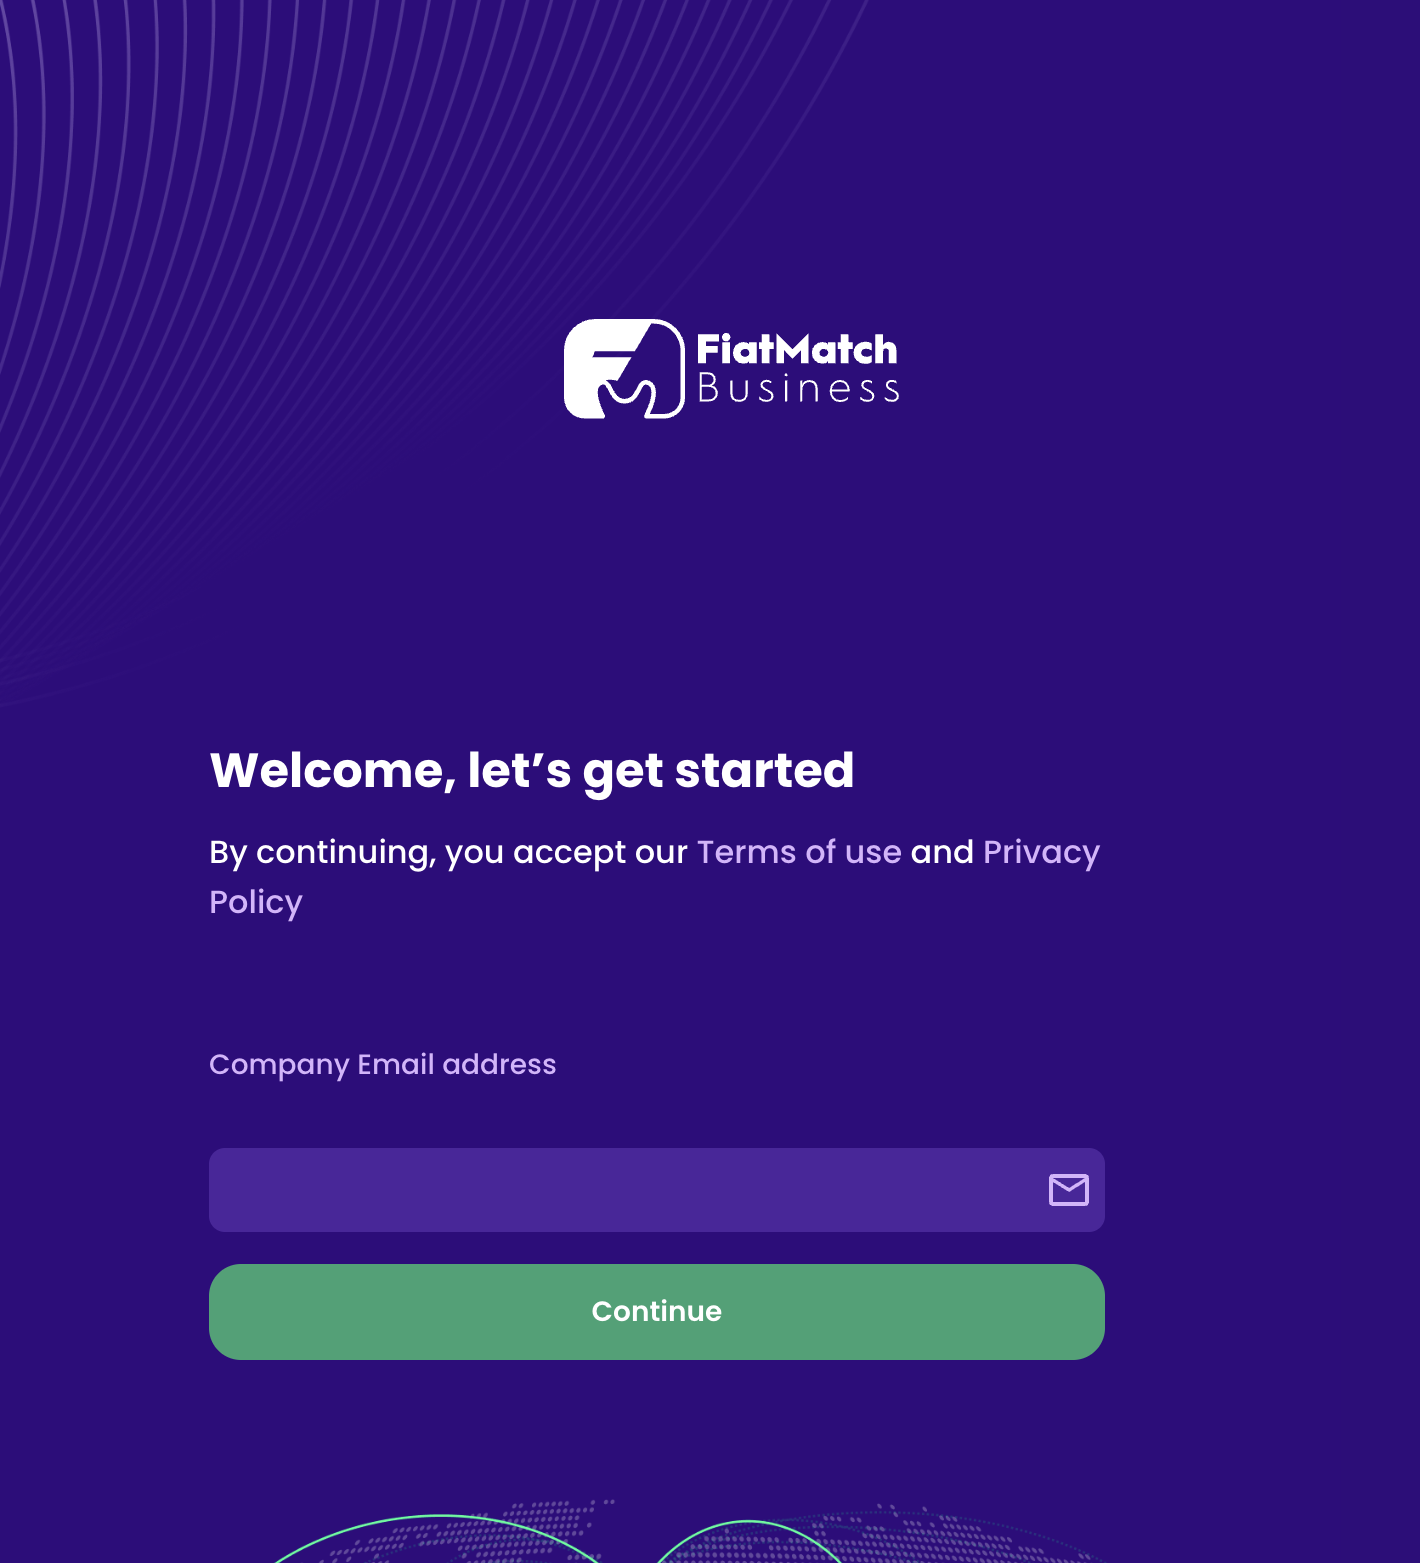 FiatMatch
Business
Welcome, let’s get started
By continuing, you accept our Terms of use and Privacy
Policy
Company Email address
Continue